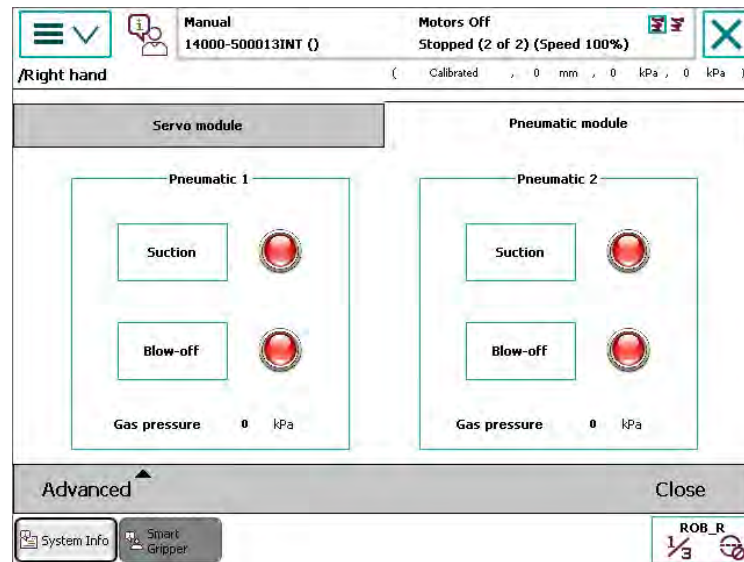 Manual
14000-500013INT ()
Motors Off
Stopped (2 of 2) (Speed 100%)
/Right hand
( Calibrated , 0 mm , 0 kPa , 0 kPa )
Servo module
Pneumatic module
Pneumatic 1
Suction
Blow-off
Gas pressure 0 kPa
Pneumatic 2
Suction
Blow-off
Gas pressure 0 kPa
Advanced
Close
System Info
Smart
Gripper
ROB_R
1/3